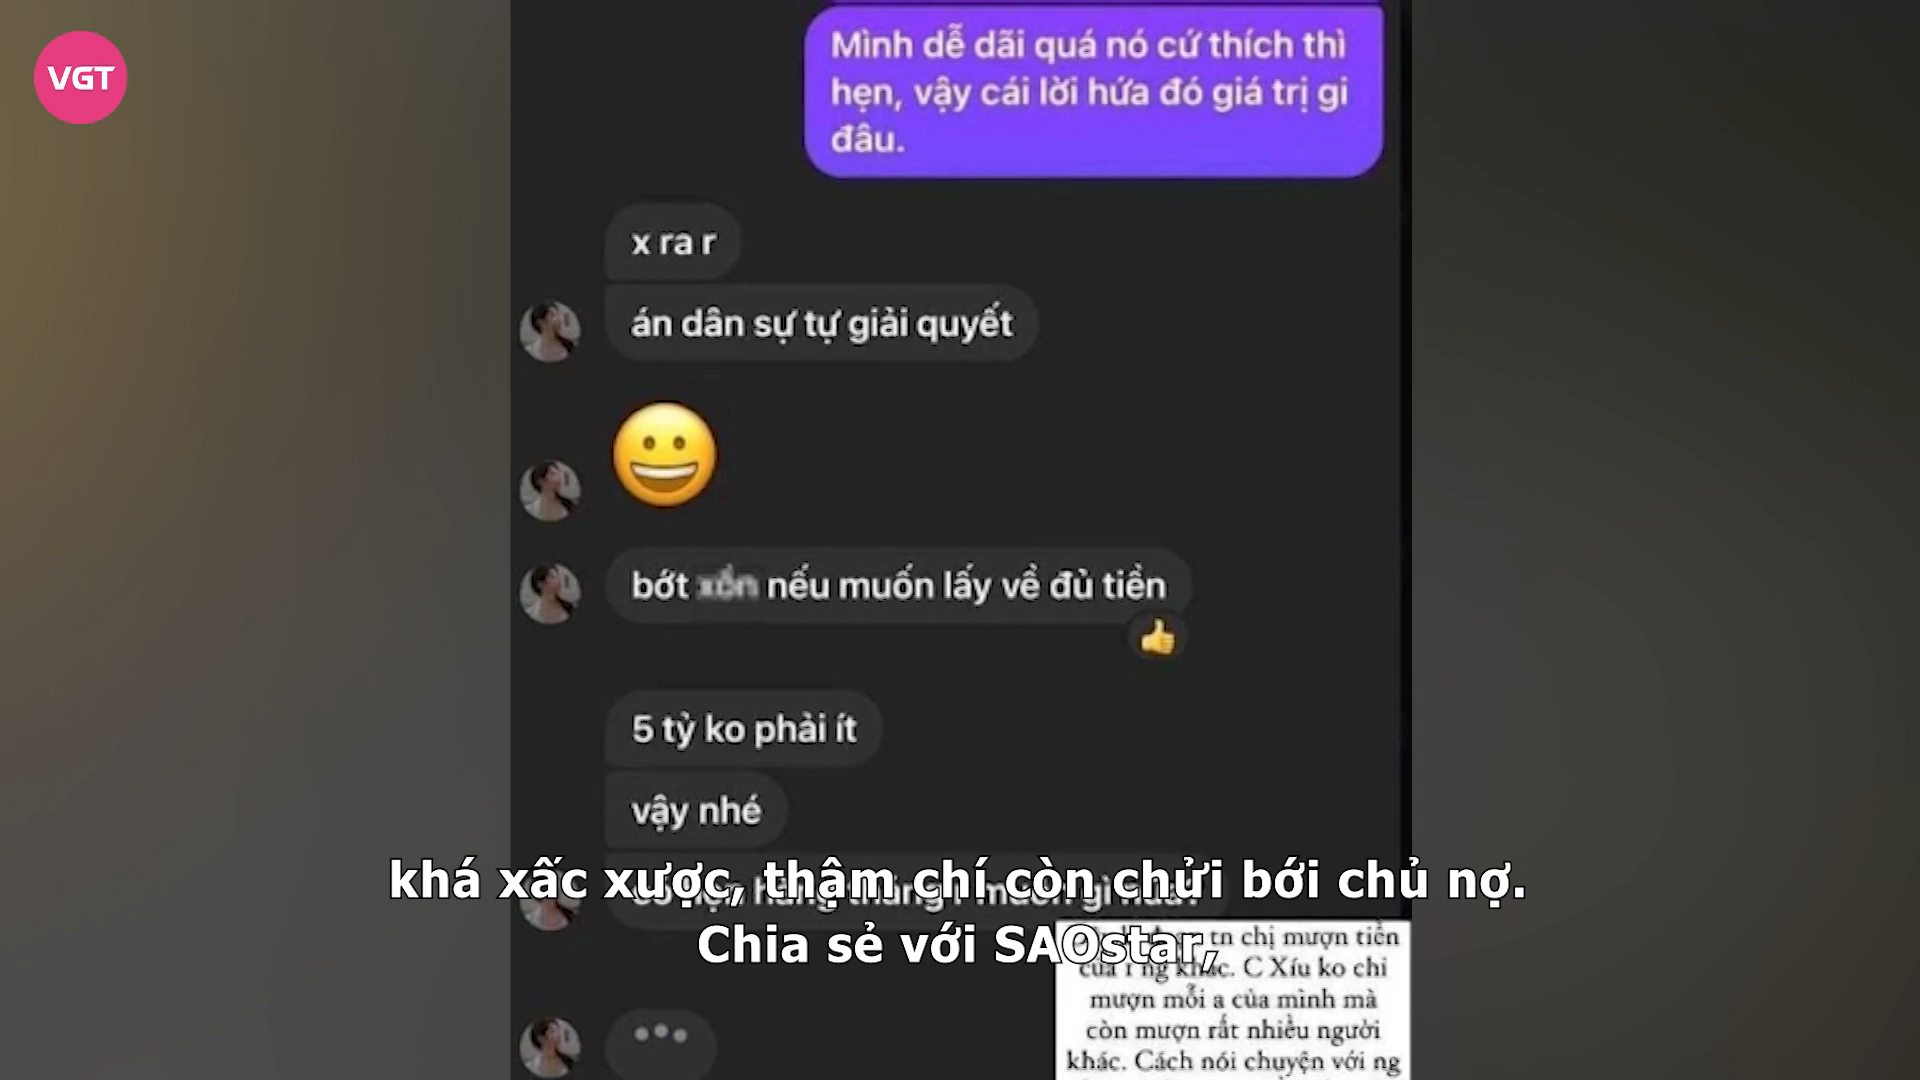 VGT
Mình dễ dãi quá nó cứ thích thì
hẹn, vậy cái lời hứa đó giá trị gi
đâu.
x ra r
án dân sự tự giải quyết
bớt nếu muốn lấy về đủ tiền
5 tỷ ko phải ít
vậy nhé
khá xấc xược, thậm chí còn chửi bới chủ nợ.
Chia sẻ với SAOstar,
tn chị mượn tiền
của ng khác. C Xíu ko chỉ
mượn mỗi a của mình mà
còn mượn rất nhiều người
khác. Cách nói chuyện với ng